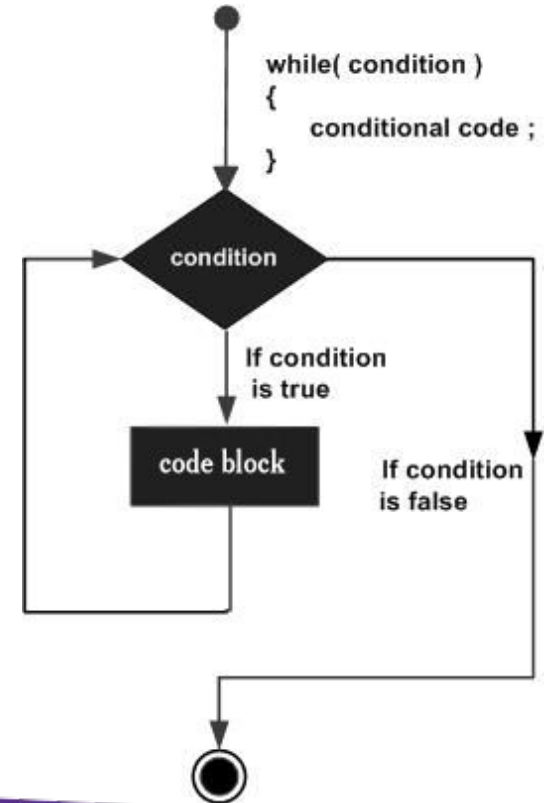 while( condition )
{
conditional code ;
}
condition
If condition
is true
code block
If condition
is false